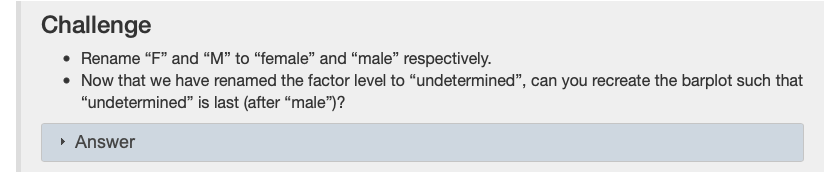 Challenge
• Rename “F” and “M” to “female” and “male” respectively.
• Now that we have renamed the factor level to “undetermined”, can you recreate the barplot such that
“undetermined” is last (after “male”)?
Answer